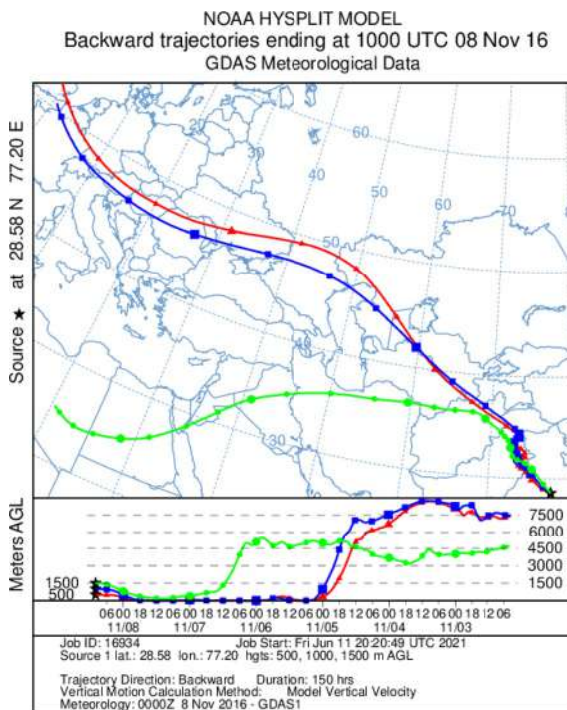 NOAA HYSPLIT MODEL
Backward trajectories ending at 1000 UTC 08 Nov 16
GDAS Meteorological Data
Source ★ at 28.58 N 77.20 E
20
30
60
40
50
60
70
50
30
Meters AGL
1500
500
7500
6000
4500
3000
1500
06 00 18 12 06 00 18 12 06 00 18 12 06 00 18 12 06 00 18 12 06 00 18 12 06
11/08 11/07 11/06 11/05 11/04 11/03
Job ID: 16934 Job Start: Fri Jun 11 20:20:49 UTC 2021
Source 1 lat.: 28.58 lon.: 77.20 hgts: 500, 1000, 1500 m AGL
Trajectory Direction: Backward Duration: 150 hrs
Vertical Motion Calculation Method: Model Vertical Velocity
Meteorology: 0000Z 8 Nov 2016 - GDAS1